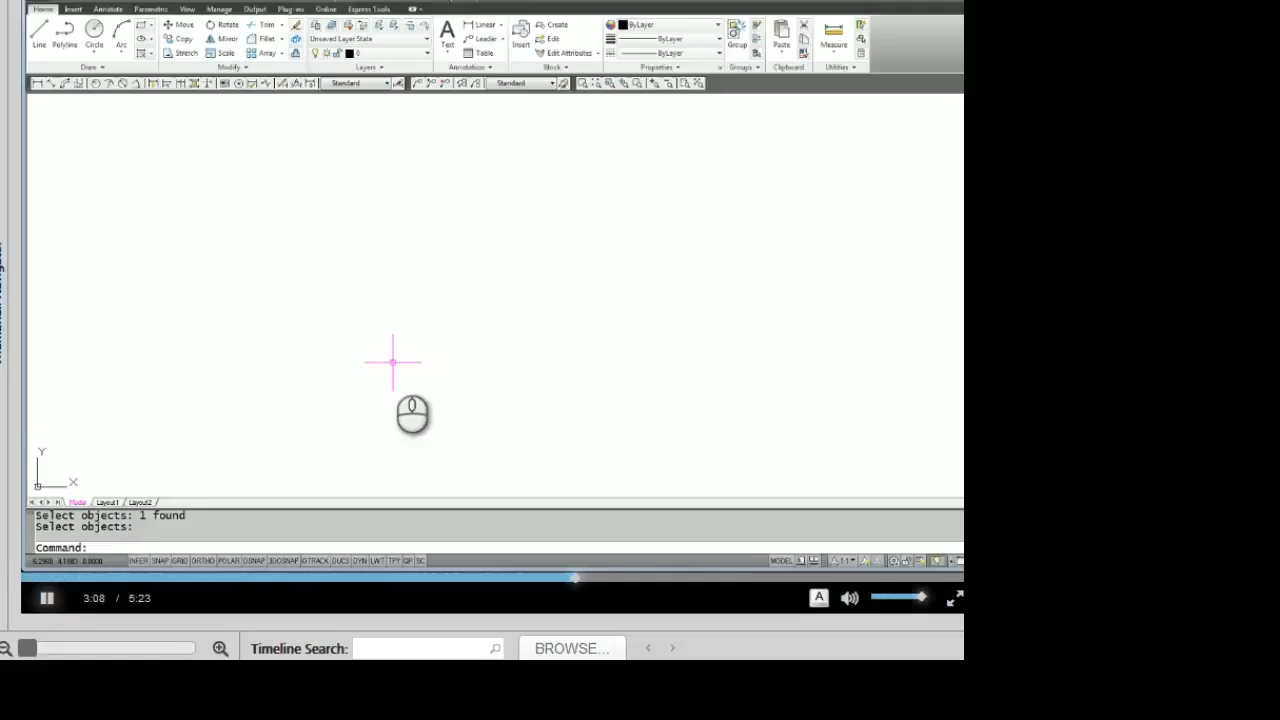 Home Insert Annotate Parametric View Manage Output Plug-ins Online Express Tools
Move Rotate Trim
Line Polyline Circle Arc
Copy Mirror Fillet
Stretch Scale Array
Draw Modify
Unsaved Layer State
0
Layers
Text
Linear
Leader
Table
Annotation
Insert
Create
Edit
Edit Attributes
Block
ByLayer
ByLayer
ByLayer
Properties
Group
Groups
Paste
Clipboard
Measure
Utilities
Standard Standard
Y
X
Model Layout1 Layout2
Select objects: 1 found
Select objects:
Command:
INFER SNAP GRID ORTHO POLAR OSNAP 3DOSNAP OTRACK DUCS DYN LWT TPY QP SC
MODEL 1:1
3:08 / 5:23
A
Timeline Search:
BROWSE...